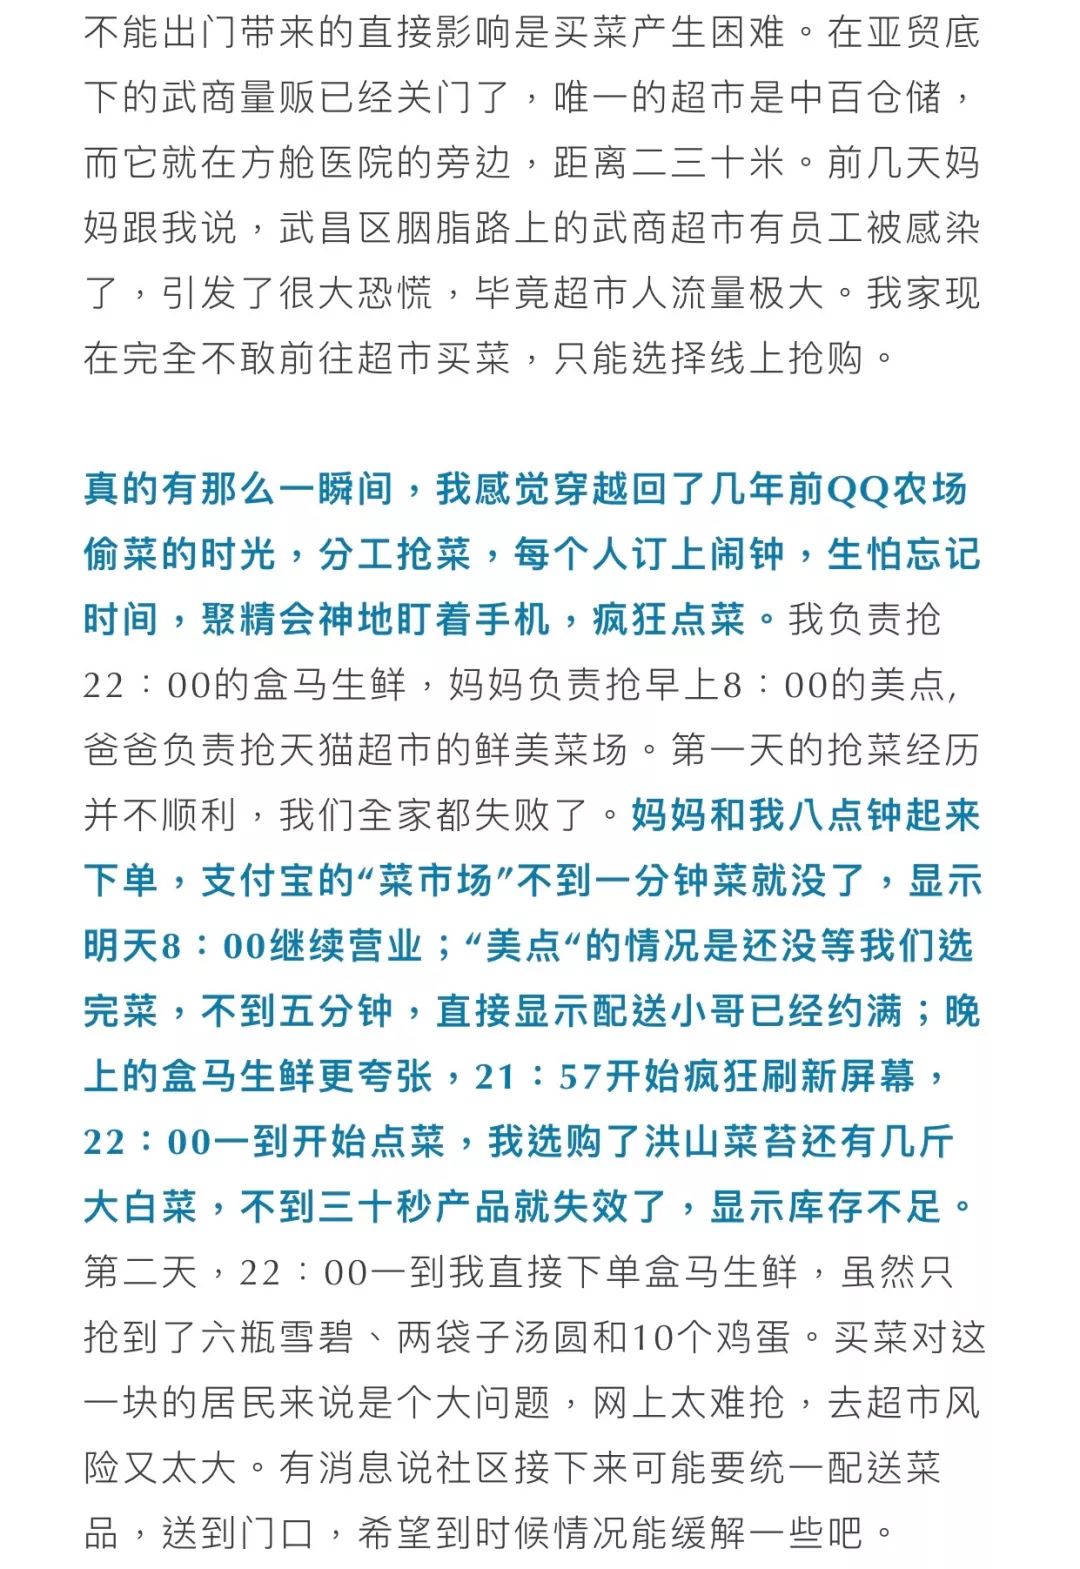 不能出门带来的直接影响是买菜产生困难。在亚贸底
下的武商量贩已经关门了，唯一的超市是中百仓储，
而它就在方舱医院的旁边，距离二三十米。前几天妈
妈跟我说，武昌区胭脂路上的武商超市有员工被感染
了，引发了很大恐慌，毕竟超市人流量极大。我家现
在完全不敢前往超市买菜，只能选择线上抢购。
真的有那么一瞬间，我感觉穿越回了几年前QQ农场
偷菜的时光，分工抢菜，每个人订上闹钟，生怕忘记
时间，聚精会神地盯着手机，疯狂点菜。我负责抢
22：00的盒马生鲜，妈妈负责抢早上8：00的美点，
爸爸负责抢天猫超市的鲜美菜场。第一天的抢菜经历
并不顺利，我们全家都失败了。妈妈和我八点钟起来
下单，支付宝的“菜市场”不到一分钟菜就没了，显示
明天8：00继续营业；“美点“的情况是还没等我们选
完菜，不到五分钟，直接显示配送小哥已经约满；晚
上的盒马生鲜更夸张，21：57开始疯狂刷新屏幕，
22：00一到开始点菜，我选购了洪山菜苔还有几斤
大白菜，不到三十秒产品就失效了，显示库存不足。
第二天，22：00一到我直接下单盒马生鲜，虽然只
抢到了六瓶雪碧、两袋子汤圆和10个鸡蛋。买菜对这
一块的居民来说是个大问题，网上太难抢，去超市风
险又太大。有消息说社区接下来可能要统一配送菜
品，送到门口，希望到时候情况能缓解一些吧。